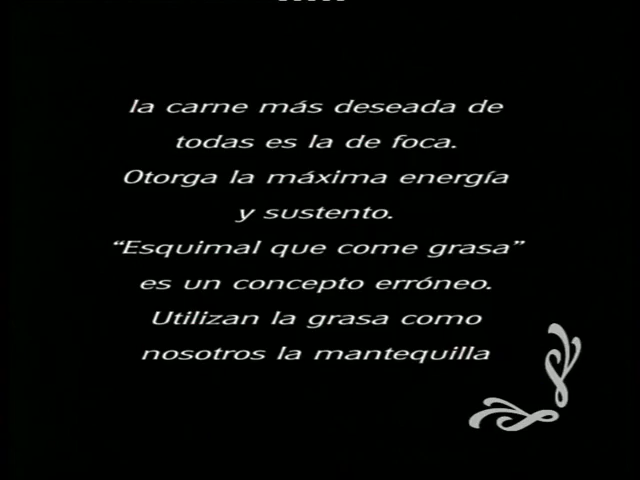 la carne más deseada de
todas es la de foca.
Otorga la máxima energía
y sustento.
“Esquimal que come grasa”
es un concepto erróneo.
Utilizan la grasa como
nosotros la mantequilla